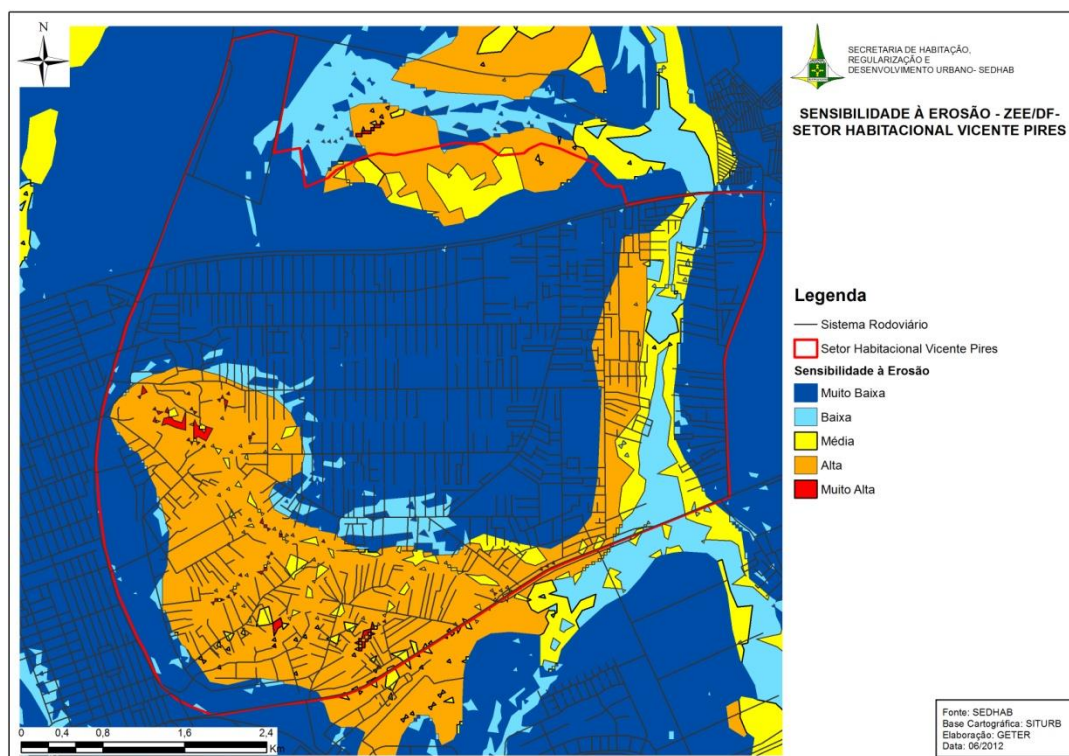 N
SECRETARIA DE HABITAÇÃO,
REGULARIZAÇÃO E
DESENVOLVIMENTO URBANO- SEDHAB
SENSIBILIDADE À EROSÃO - ZEE/DF-
SETOR HABITACIONAL VICENTE PIRES
Legenda
Sistema Rodoviário
Setor Habitacional Vicente Pires
Sensibilidade à Erosão
Muito Baixa
Baixa
Média
Alta
Muito Alta
0 0,4 0,8 1,6 2,4
Km
Fonte: SEDHAB
Base Cartográfica: SITURB
Elaboração: GETER
Data: 06/2012